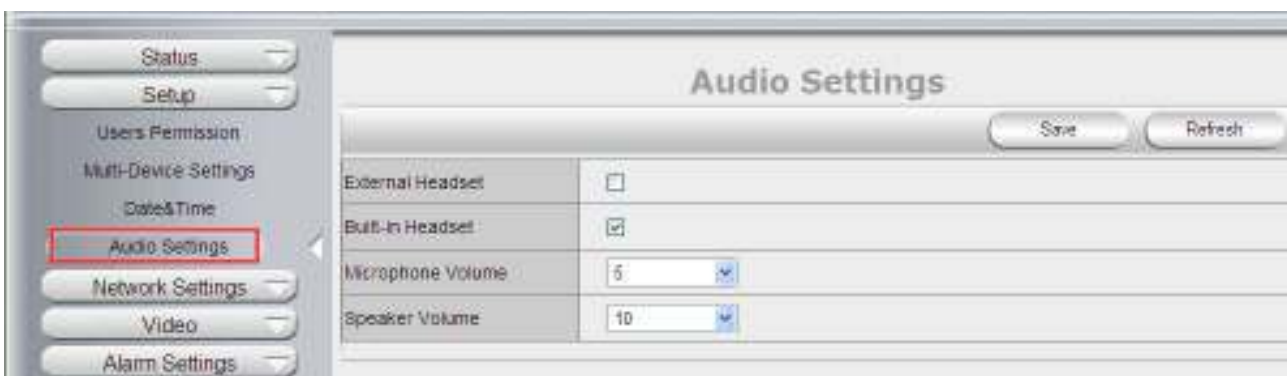 Status
Setup
Users Permission
Multi-Device Settings
Date&Time
Audio Settings
Network Settings
Video
Alarm Settings
Audio Settings
Save Refresh
External Headset
Built-in Headset
Microphone Volume 5
Speaker Volume 10